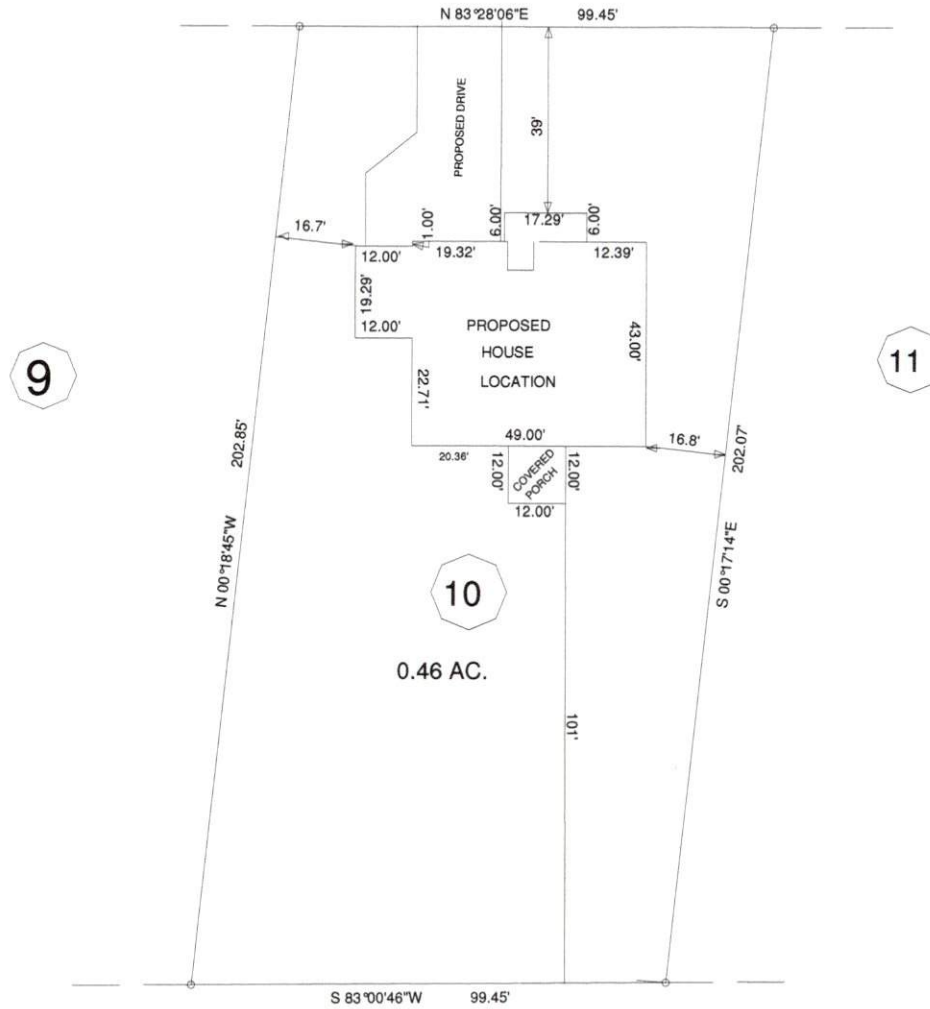 N 83°28'06"E 99.45'
PROPOSED DRIVE
39'
16.7'
1.00'
6.00'
17.29'
6.00'
12.00'
19.32'
12.39'
19.29'
12.00'
PROPOSED
HOUSE
LOCATION
43.00'
9
11
22.71'
49.00'
16.8'
20.36'
12.00'
COVERED
PORCH
12.00'
12.00'
202.85'
202.07'
N 00°18'45"W
S 00°17'14"E
10
0.46 AC.
101'
S 83°00'46"W 99.45'